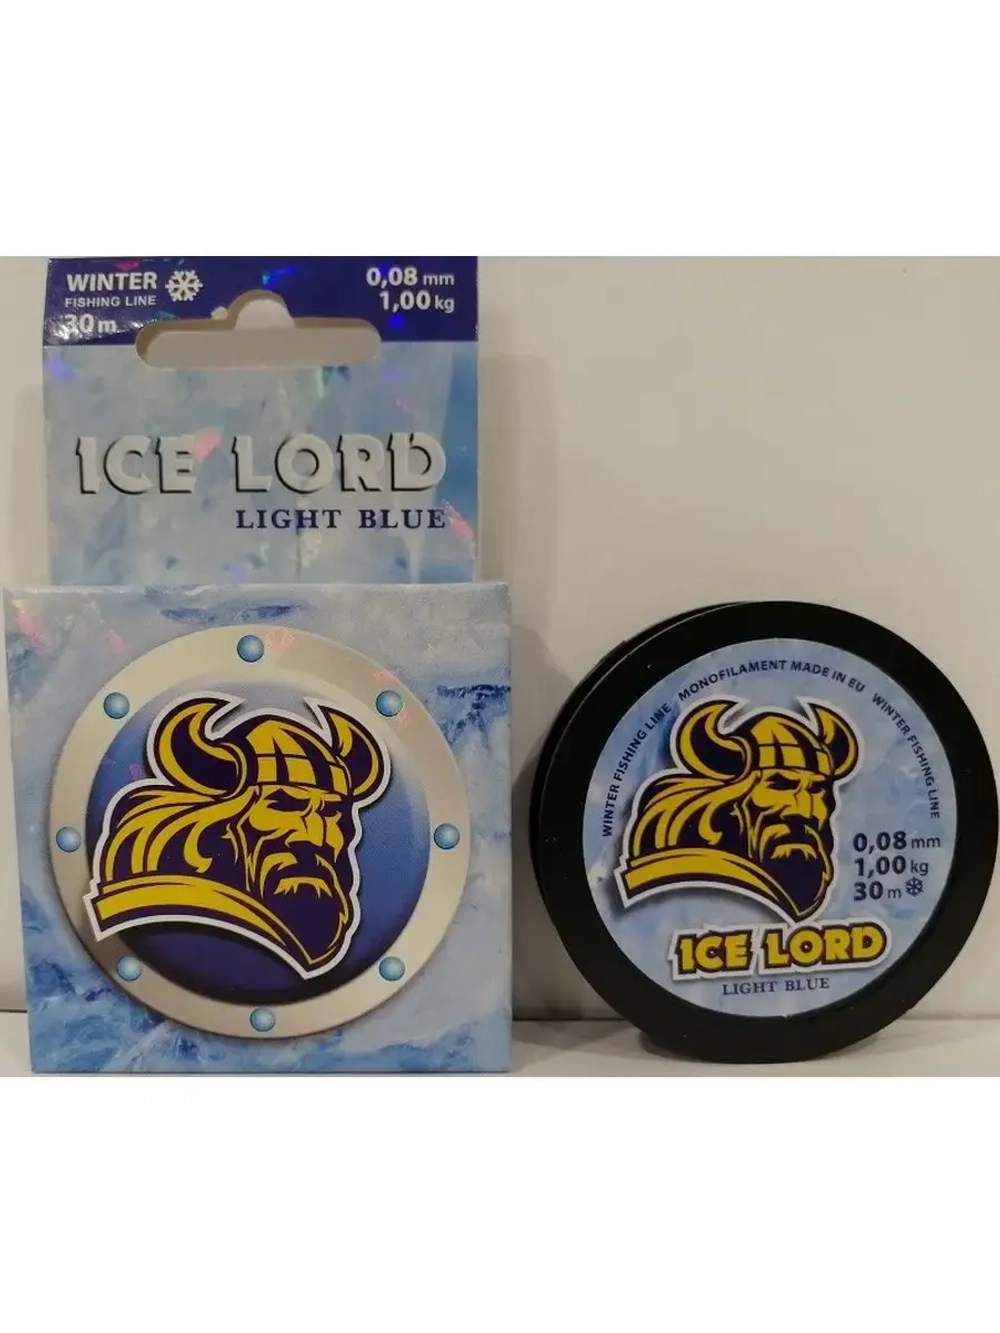 WINTER
FISHING LINE
30m
0,08 mm
1,00 kg
ICE LORD
LIGHT BLUE
WINTER FISHING LINE MONOFILAMENT MADE IN EU WINTER FISHING LINE
0,08 mm
1,00 kg
30 m
ICE LORD
LIGHT BLUE